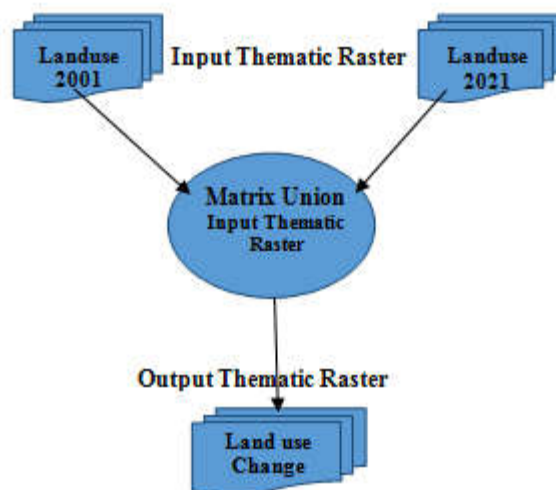 Landuse
2001
Input Thematic Raster
Landuse
2021
Matrix Union
Input Thematic
Raster
Output Thematic Raster
Land use
Change